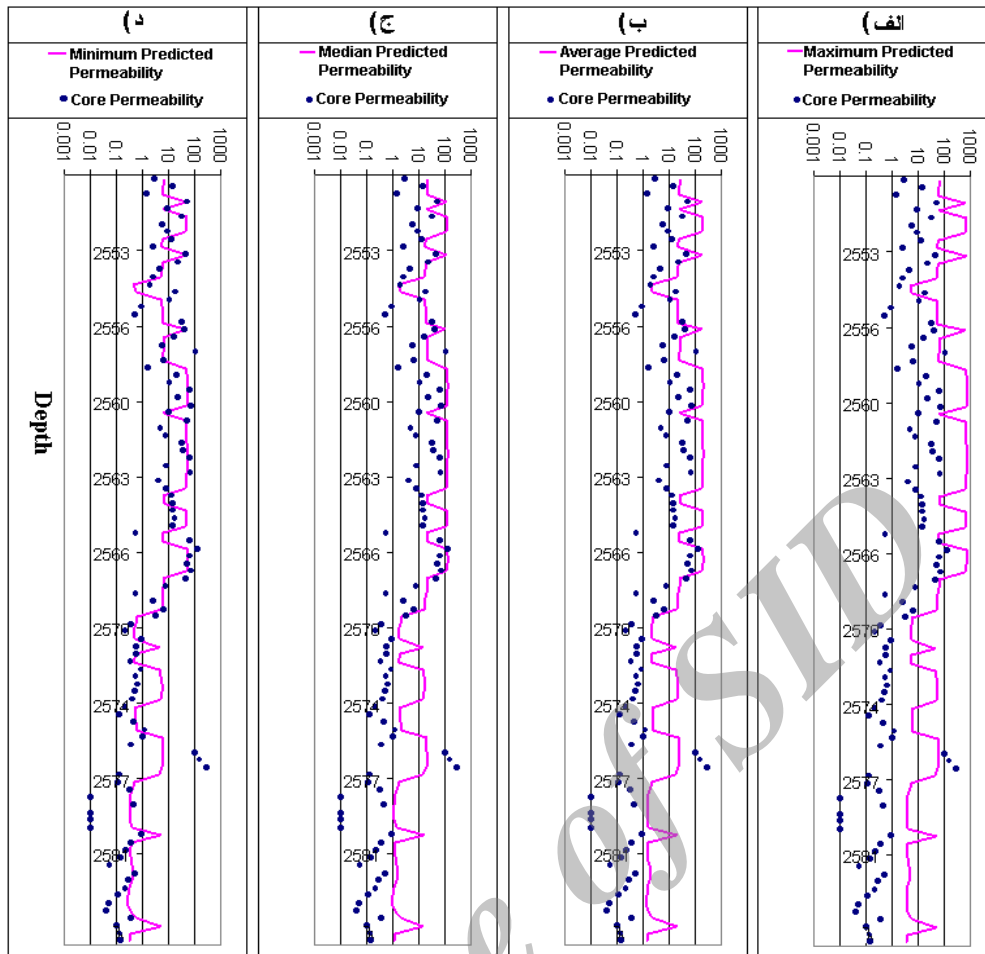 د)
Minimum Predicted
Permeability
Core Permeability
0.001 0.01 0.1 1 10 100 1000
2553
2556
2560
2563
2566
2570
2574
2577
2581
Depth
ج)
Median Predicted
Permeability
Core Permeability
0.001 0.01 0.1 1 10 100 1000
2553
2556
2560
2563
2566
2570
2574
2577
2581
ب)
Average Predicted
Permeability
Core Permeability
0.001 0.01 0.1 1 10 100 1000
2553
2556
2560
2563
2566
2570
2574
2577
2581
الف)
Maximum Predicted
Permeability
Core Permeability
0.001 0.01 0.1 1 10 100 1000
2553
2556
2560
2563
2566
2570
2574
2577
2581
e of SID